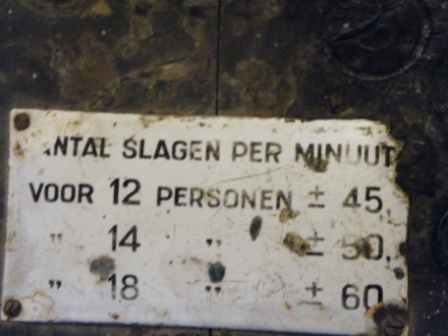 ANTAL SLAGEN PER MINUUT
VOOR 12 PERSONEN ± 45.
" 14 " ± 50.
" 18 " ± 60